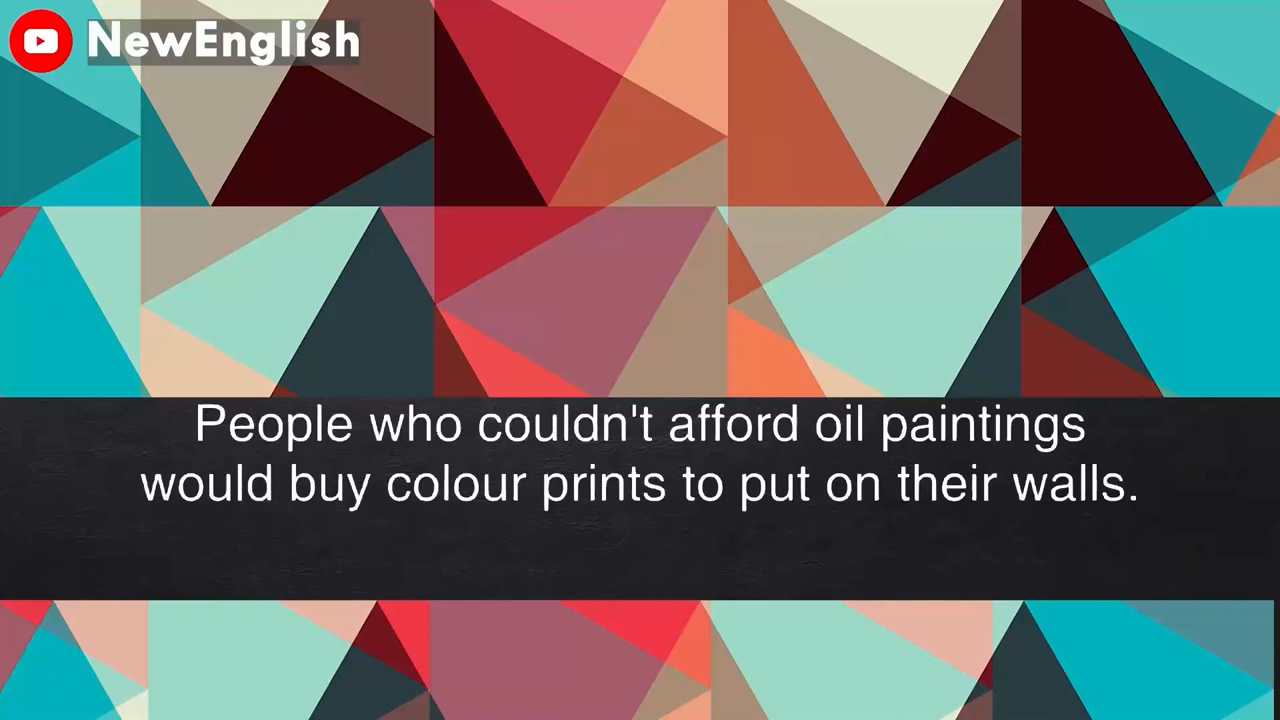 NewEnglish
People who couldn't afford oil paintings
would buy colour prints to put on their walls.